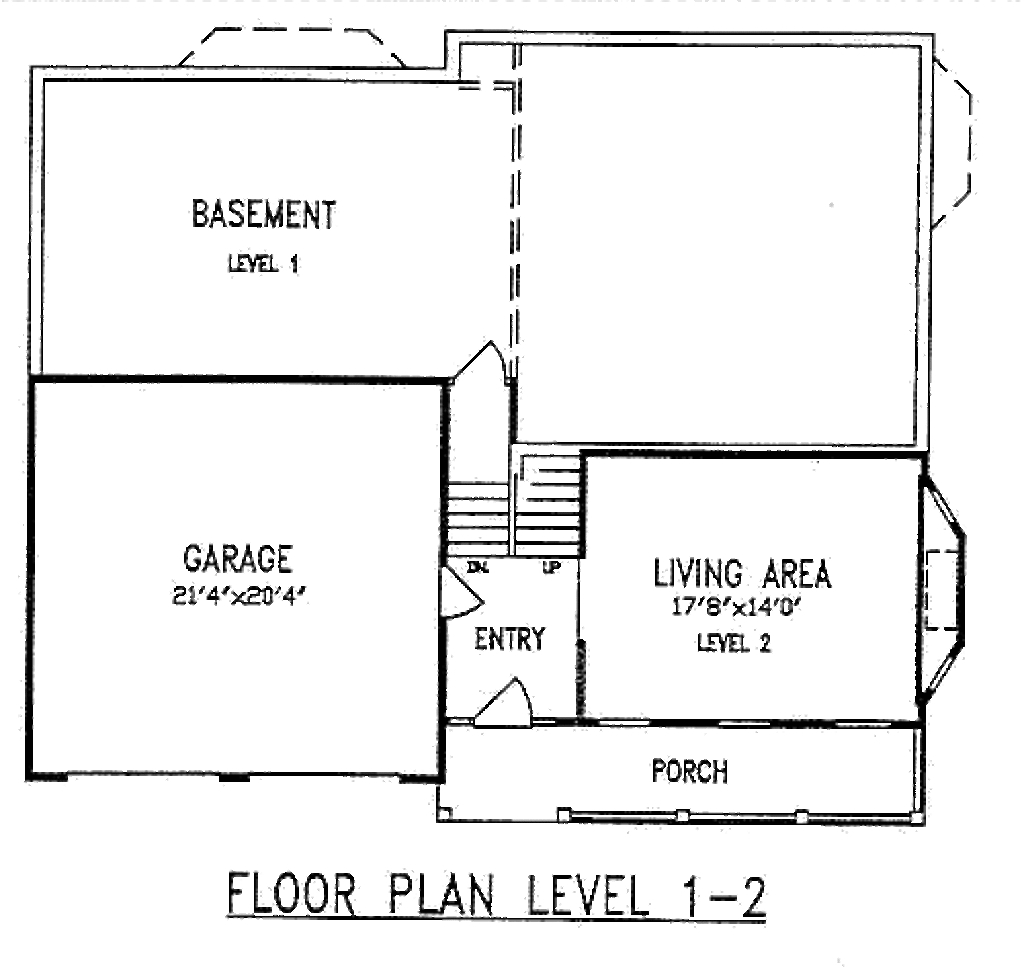 BASEMENT
LEVEL 1
GARAGE
21'4"x20'4"
DN
UP
LIVING AREA
17'8"x14'0"
LEVEL 2
ENTRY
PORCH
FLOOR PLAN LEVEL 1-2